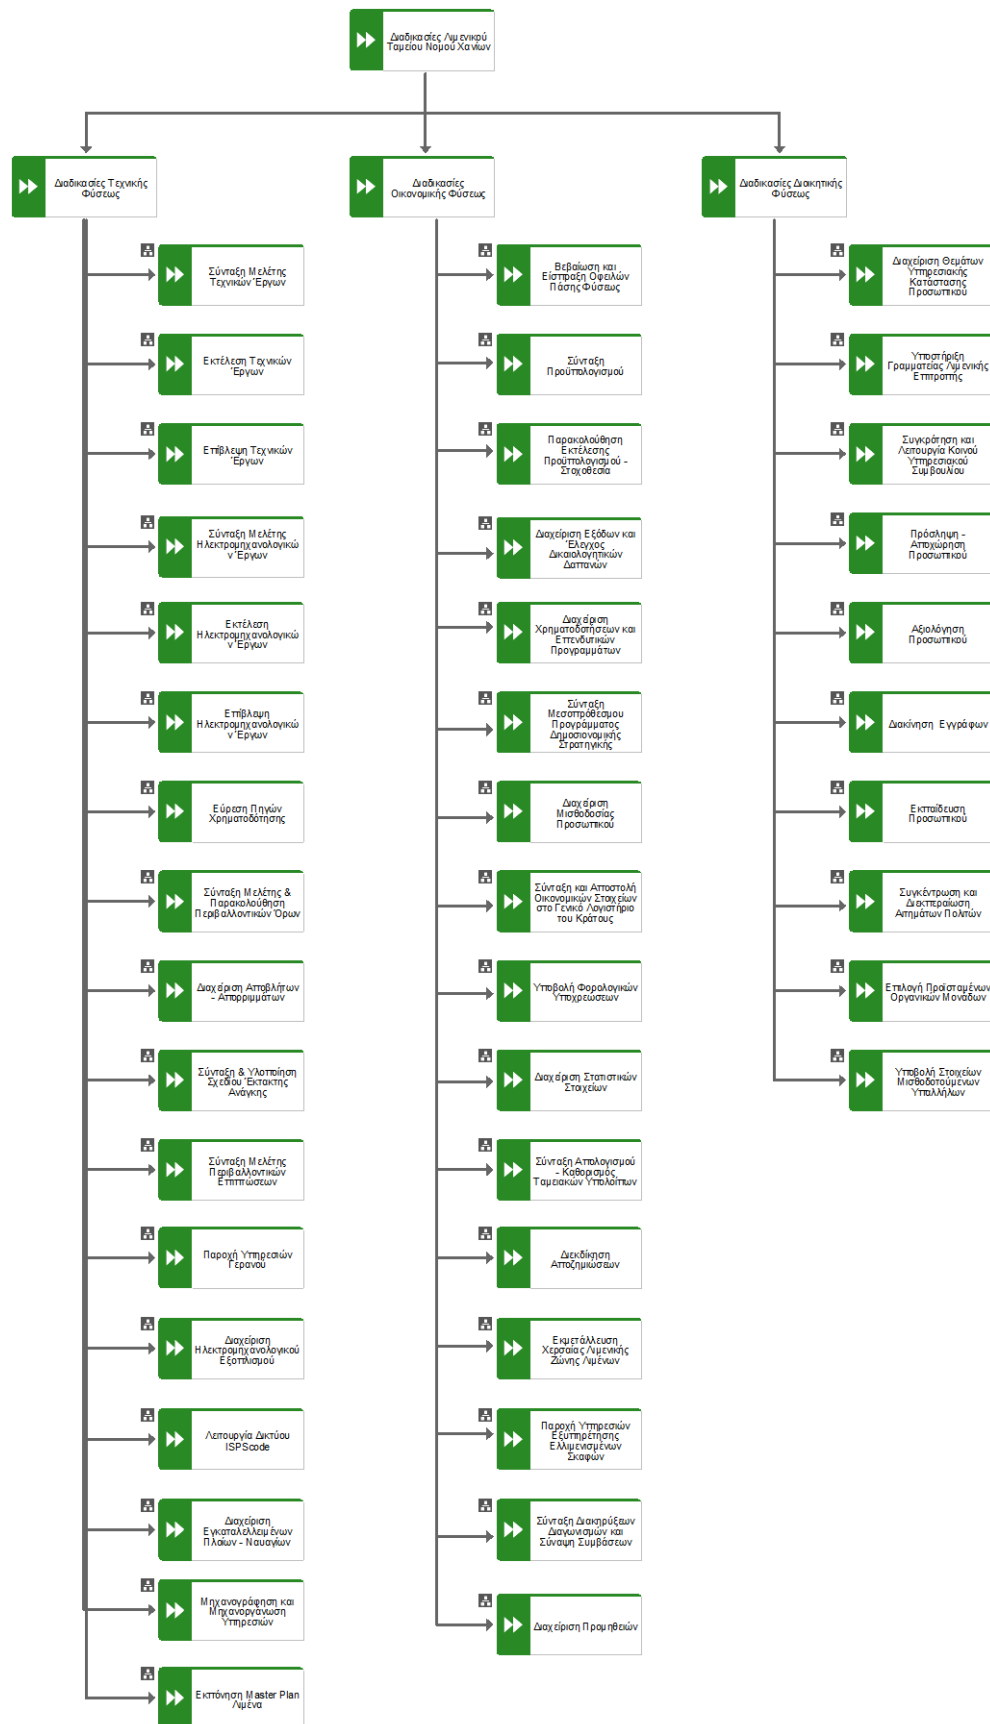 Διαδικασίες Λιμενικού
Ταμείου Νομού Χανίων
Διαδικασίες Τεχνικής
Φύσεως
Σύνταξη Μελέτης
Τεχνικών Έργων
Εκτέλεση Τεχνικών
Έργων
Επίβλεψη Τεχνικών
Έργων
Σύνταξη Μελέτης
Ηλεκτρομηχανολογικώ
ν Έργων
Εκτέλεση
Ηλεκτρομηχανολογικώ
ν Έργων
Επίβλεψη
Ηλεκτρομηχανολογικώ
ν Έργων
Εύρεση Πηγών
Χρηματοδότησης
Σύνταξη Μελέτης &
Παρακολούθηση
Περιβαλλοντικών Όρων
Διαχείριση Αποβλήτων
- Απορριμμάτων
Σύνταξη & Υλοποίηση
Σχεδίου Έκτακτης
Ανάγκης
Σύνταξη Μελέτης
Περιβαλλοντικών
Επιπτώσεων
Παροχή Υπηρεσιών
Γερανού
Διαχείριση
Ηλεκτρομηχανολογικού
Εξοπλισμού
Λειτουργία Δικτύου
ISPScode
Διαχείριση
Εγκαταλελλειμένων
Πλοίων - Ναυαγίων
Μηχανογράφηση και
Μηχανοργάνωση
Υπηρεσιών
Εκπόνηση Master Plan
Λιμένα
Διαδικασίες
Οικονομικής Φύσεως
Βεβαίωση και
Είσπραξη Οφειλών
Πάσης Φύσεως
Σύνταξη
Προϋπολογισμού
Παρακολούθηση
Εκτέλεσης
Προϋπολογισμού -
Στοχοθεσία
Διαχείριση Εξόδων και
Έλεγχος
Δικαιολογητικών
Δαπανών
Διαχείριση
Χρηματοδοτήσεων και
Επενδυτικών
Προγραμμάτων
Σύνταξη
Μεσοπρόθεσμου
Προγράμματος
Δημοσιονομικής
Στρατηγικής
Διαχείριση
Μισθοδοσίας
Προσωπικού
Σύνταξη και Αποστολή
Οικονομικών Στοιχείων
στο Γενικό Λογιστήριο
του Κράτους
Υποβολή Φορολογικών
Υποχρεώσεων
Διαχείριση Στατιστικών
Στοιχείων
Σύνταξη Απολογισμού
- Καθορισμός
Ταμειακών Υπολοίπων
Διεκδίκηση
Αποζημιώσεων
Εκμετάλλευση
Χερσαίας Λιμενικής
Ζώνης Λιμένων
Παροχή Υπηρεσιών
Εξυπηρέτησης
Ελλιμενισμένων
Σκαφών
Σύνταξη Διακηρύξεων
Διαγωνισμών και
Σύναψη Συμβάσεων
Διαχείριση Προμηθειών
Διαδικασίες Διοικητικής
Φύσεως
Διαχείριση Θεμάτων
Υπηρεσιακής
Κατάστασης
Προσωπικού
Υποστήριξη
Γραμματείας Λιμενικής
Επιτροπής
Συγκρότηση και
Λειτουργία Κοινού
Υπηρεσιακού
Συμβουλίου
Πρόσληψη -
Αποχώρηση
Προσωπικού
Αξιολόγηση
Προσωπικού
Διακίνηση Εγγράφων
Εκπαίδευση
Προσωπικού
Συγκέντρωση και
Διεκπεραίωση
Αιτημάτων Πολιτών
Επιλογή Προϊσταμένων
Οργανικών Μονάδων
Υποβολή Στοιχείων
Μισθοδοτούμενων
Υπαλλήλων